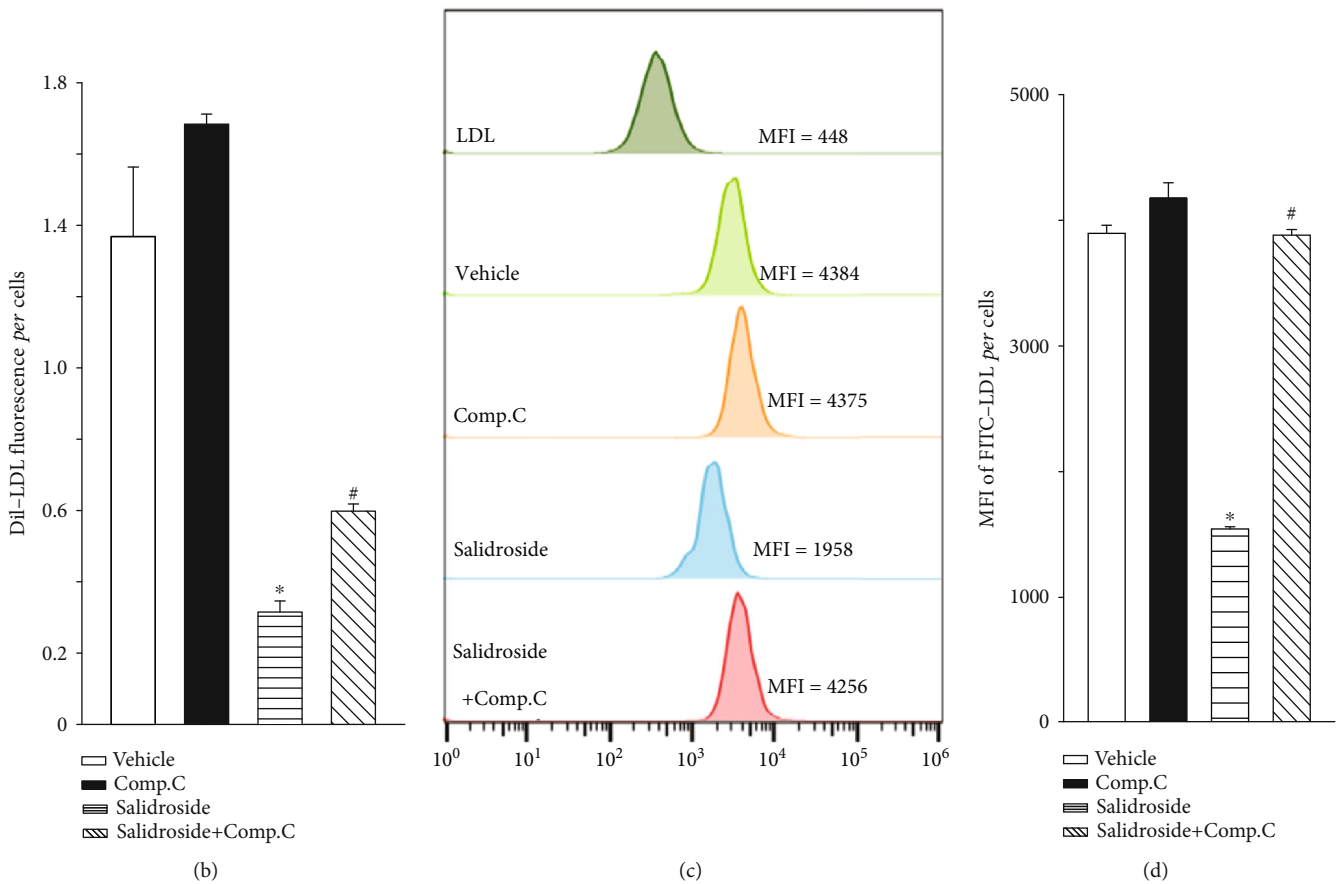 1.8
1.4
1.0
0.6
0.2
0
Dil–LDL fluorescence per cells
*
#
Vehicle
Comp.C
Salidroside
Salidroside+Comp.C
(b)
LDL
MFI = 448
Vehicle
MFI = 4384
Comp.C
MFI = 4375
Salidroside
MFI = 1958
Salidroside
+Comp.C
MFI = 4256
10^0 10^1 10^2 10^3 10^4 10^5 10^6
(c)
5000
3000
1000
0
MFI of FITC–LDL per cells
*
#
Vehicle
Comp.C
Salidroside
Salidroside+Comp.C
(d)